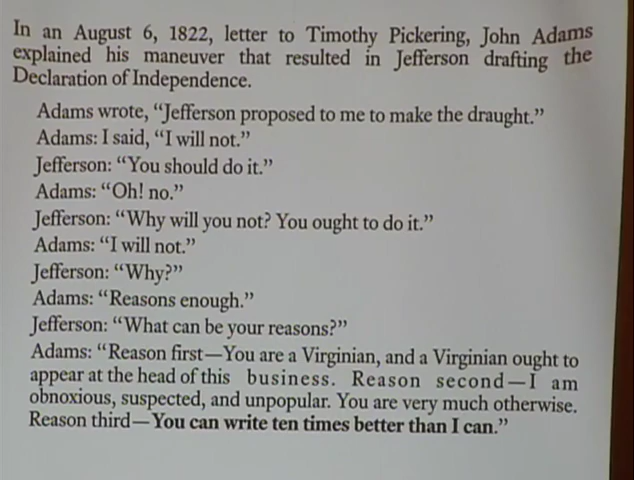 In an August 6, 1822, letter to Timothy Pickering, John Adams
explained his maneuver that resulted in Jefferson drafting the
Declaration of Independence.
Adams wrote, “Jefferson proposed to me to make the draught.”
Adams: I said, “I will not.”
Jefferson: “You should do it.”
Adams: “Oh! no.”
Jefferson: “Why will you not? You ought to do it.”
Adams: “I will not.”
Jefferson: “Why?”
Adams: “Reasons enough.”
Jefferson: “What can be your reasons?”
Adams: “Reason first—You are a Virginian, and a Virginian ought to
appear at the head of this business. Reason second—I am
obnoxious, suspected, and unpopular. You are very much otherwise.
Reason third—You can write ten times better than I can.”